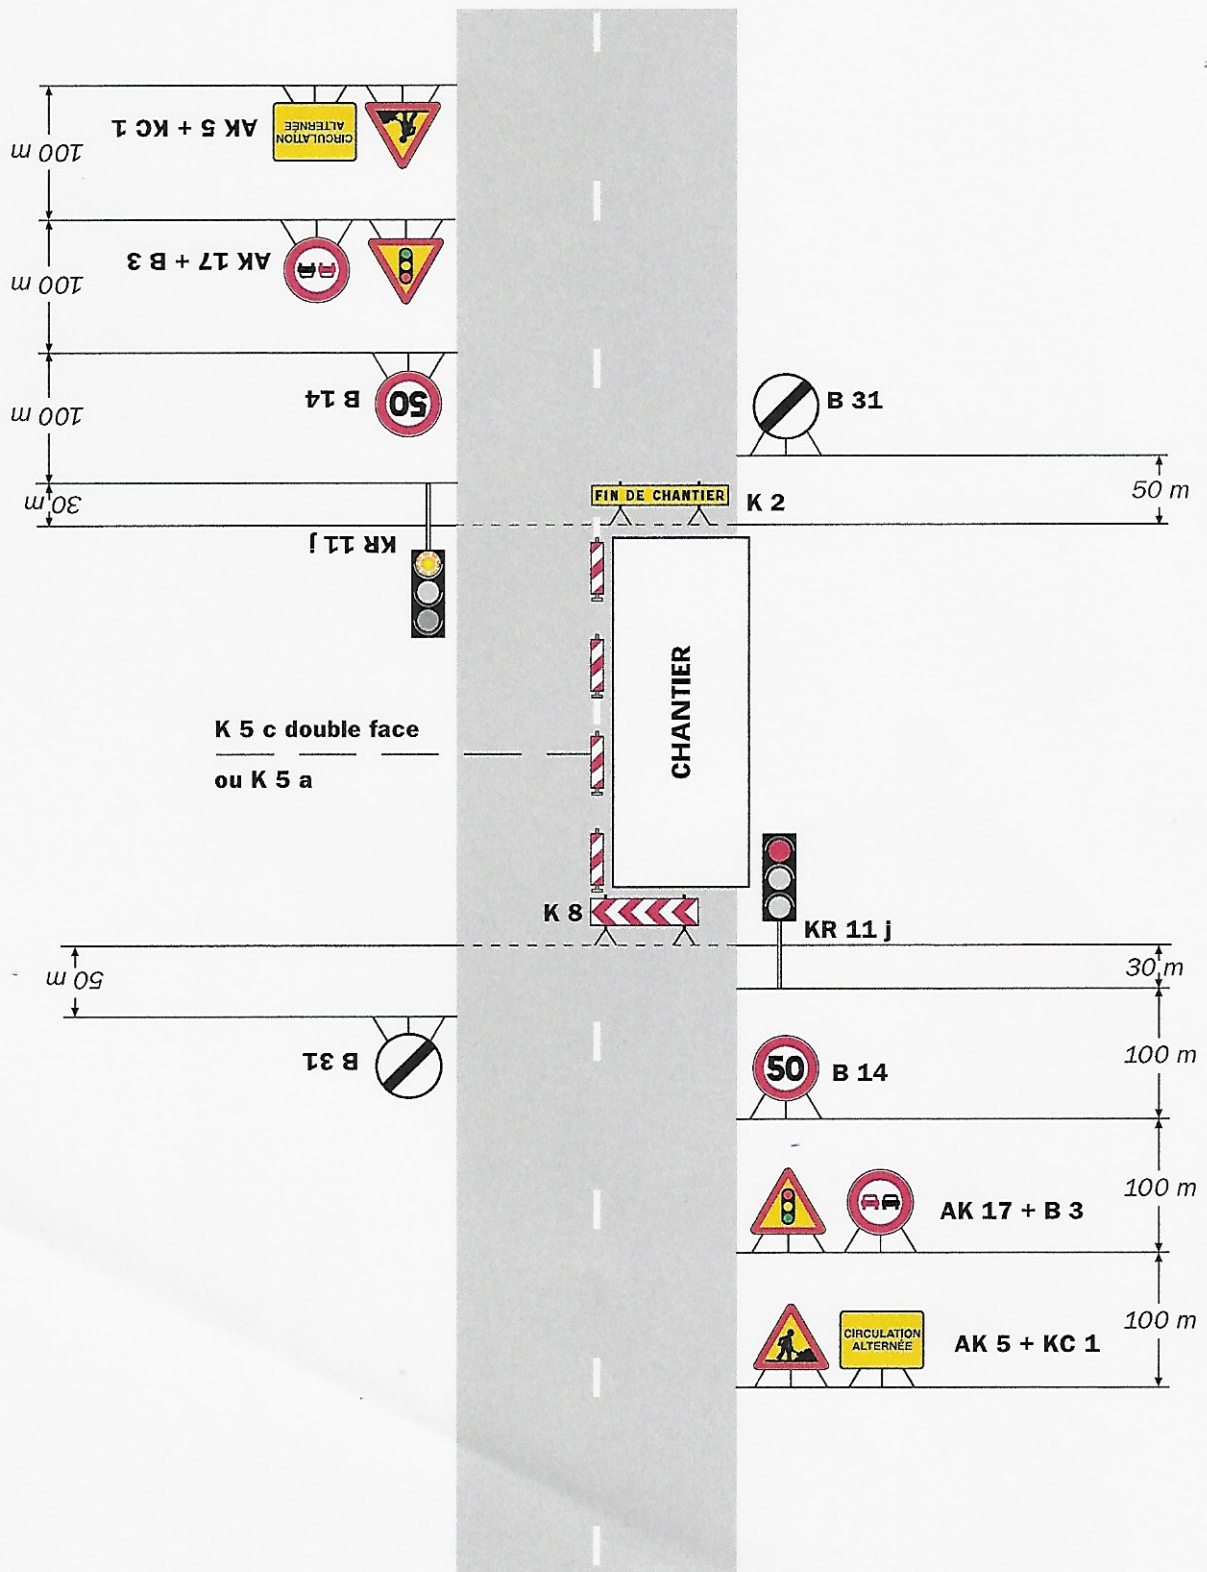 AK 5 + KC 1
CIRCULATION
ALTERNÉE
100 m
AK 17 + B 3
100 m
B 14
50
100 m
B 31
50 m
30 m
FIN DE CHANTIER
K 2
KR 11 j
K 5 c double face
ou K 5 a
CHANTIER
K 8
KR 11 j
50 m
30 m
B 31
50
B 14
100 m
AK 17 + B 3
100 m
CIRCULATION
ALTERNÉE
AK 5 + KC 1
100 m